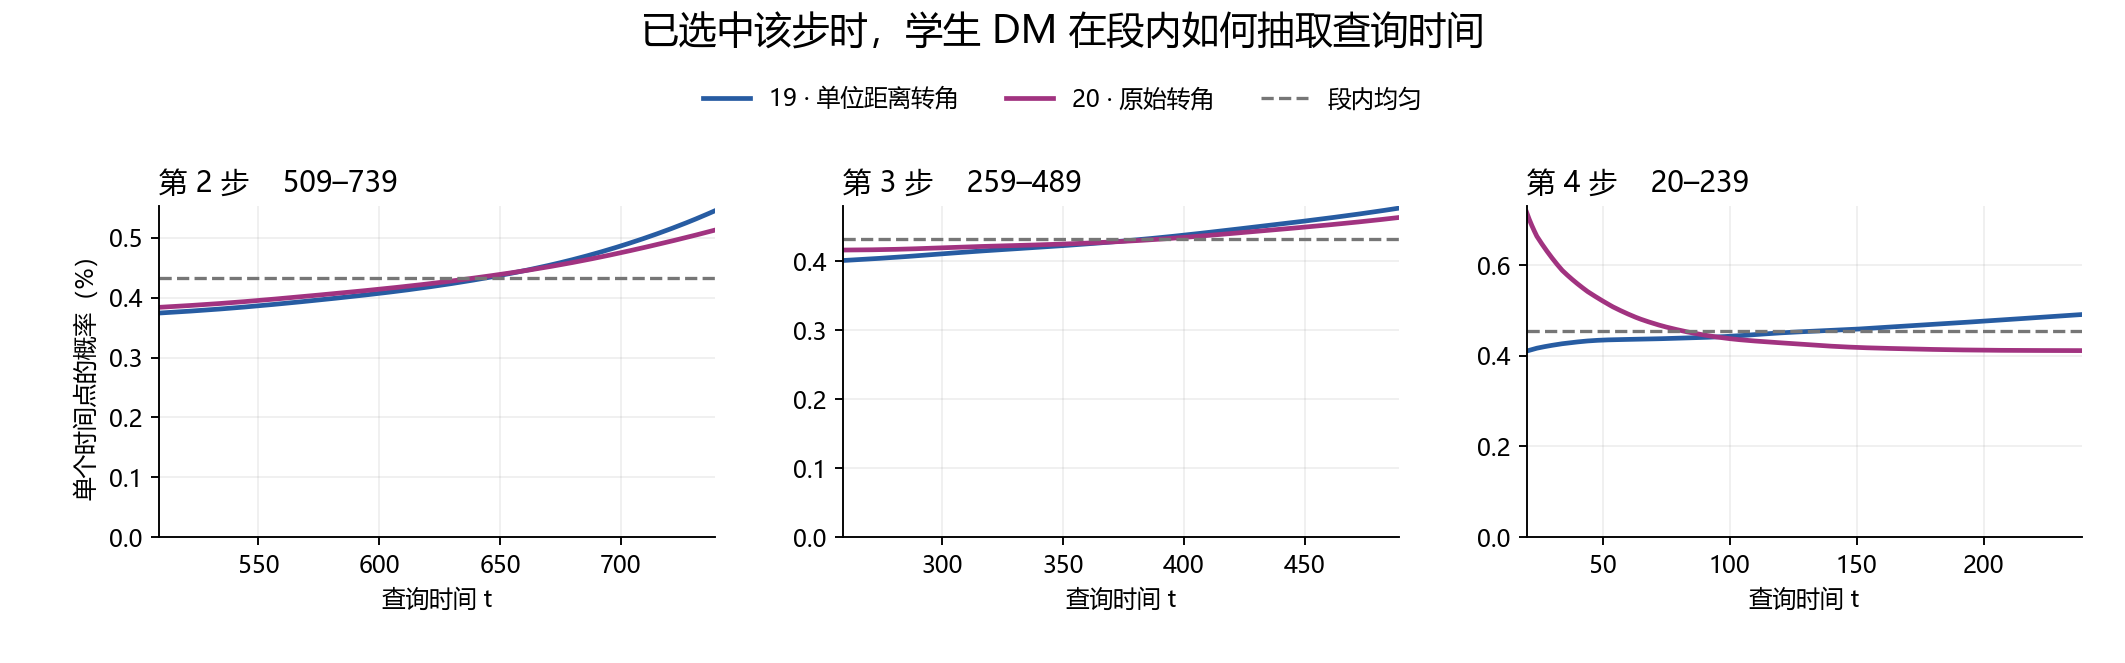 已选中该步时，学生 DM 在段内如何抽取查询时间
19 · 单位距离转角
20 · 原始转角
段内均匀
第 2 步 509–739
单个时间点的概率（%）
0.5
0.4
0.3
0.2
0.1
0.0
550 600 650 700
查询时间 t
第 3 步 259–489
0.4
0.3
0.2
0.1
0.0
300 350 400 450
查询时间 t
第 4 步 20–239
0.6
0.4
0.2
0.0
50 100 150 200
查询时间 t